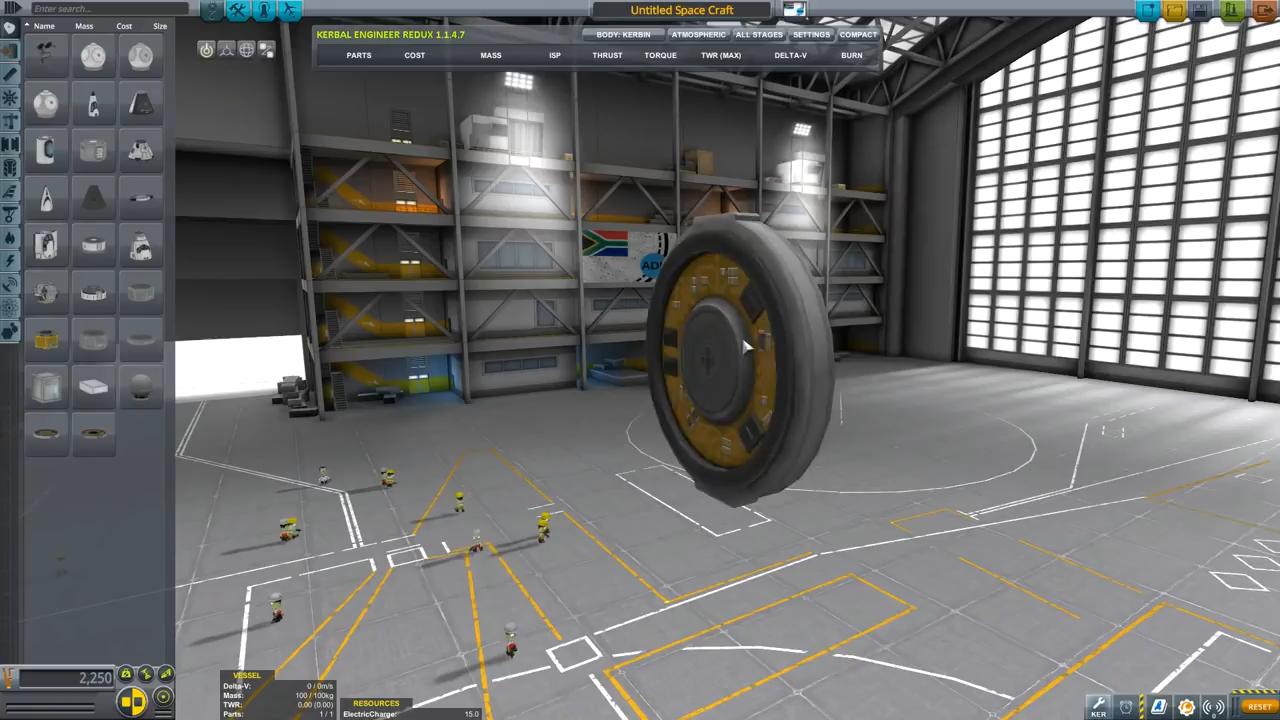 Enter search...
Untitled Space Craft
Name Mass Cost Size
KERBAL ENGINEER REDUX 1.1.4.7
BODY: KERBIN ATMOSPHERIC ALL STAGES SETTINGS COMPACT
PARTS COST MASS ISP THRUST TORQUE TWR (MAX) DELTA-V BURN
2,250
VESSEL
Delta-V: 0 / 0m/s
Mass: 100 / 100kg
TWR: 0.00 (0.00)
Parts: 1 / 1
RESOURCES
ElectricCharge: 15.0
KER
RESET